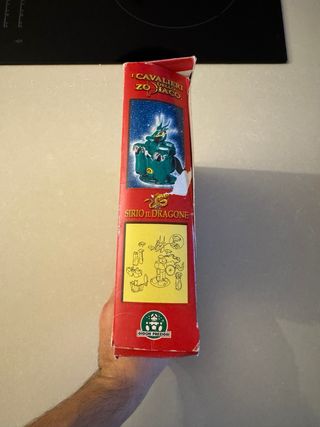 I CAVALIERI
DELLO
ZODIACO
SIRIO IL DRAGONE
GIOCHI PREZIOSI